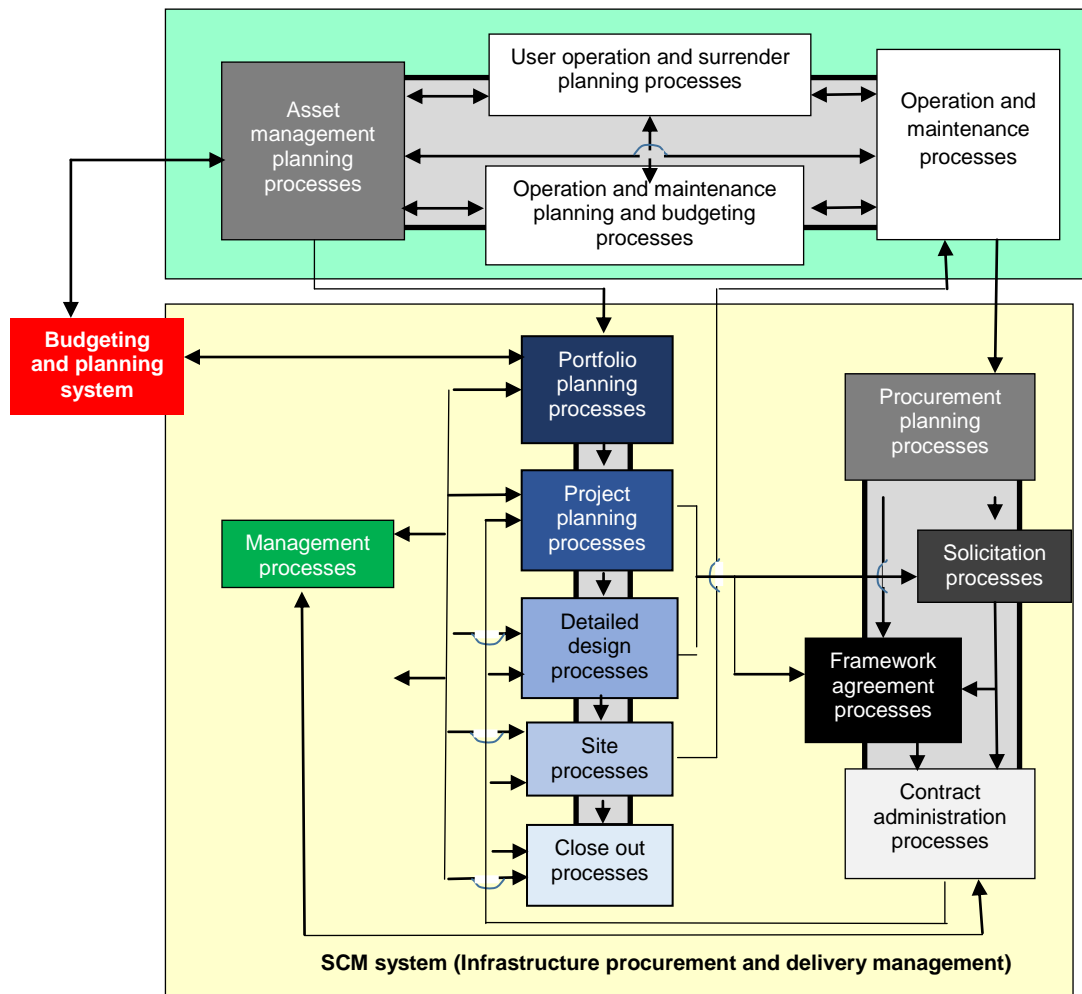 User operation and surrender
planning processes
Asset
management
planning
processes
Operation and
maintenance
processes
Operation and maintenance
planning and budgeting
processes
Budgeting
and planning
system
Portfolio
planning
processes
Procurement
planning
processes
Project
planning
processes
Management
processes
Solicitation
processes
Detailed
design
processes
Framework
agreement
processes
Site
processes
Contract
administration
processes
Close out
processes
SCM system (Infrastructure procurement and delivery management)